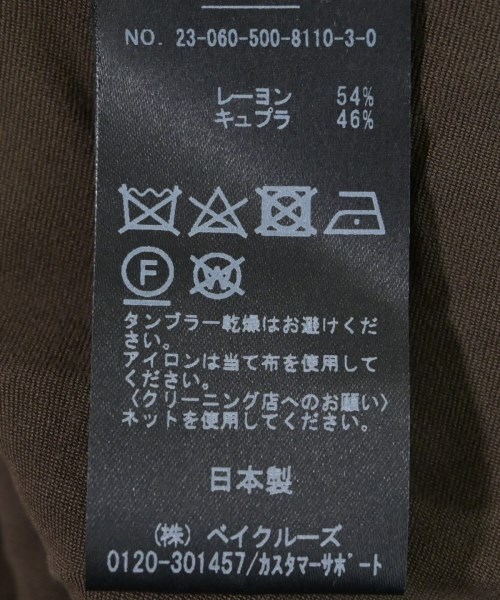 NO. 23-060-500-8110-3-0
レーヨン 54%
キュプラ 46%
F
W
タンブラー乾燥はお避けくだ
さい。
アイロンは当て布を使用して
ください。
〈クリーニング店へのお願い〉
ネットを使用してください。
日本製
(株) ベイクルーズ
0120-301457/カスタマーサポート